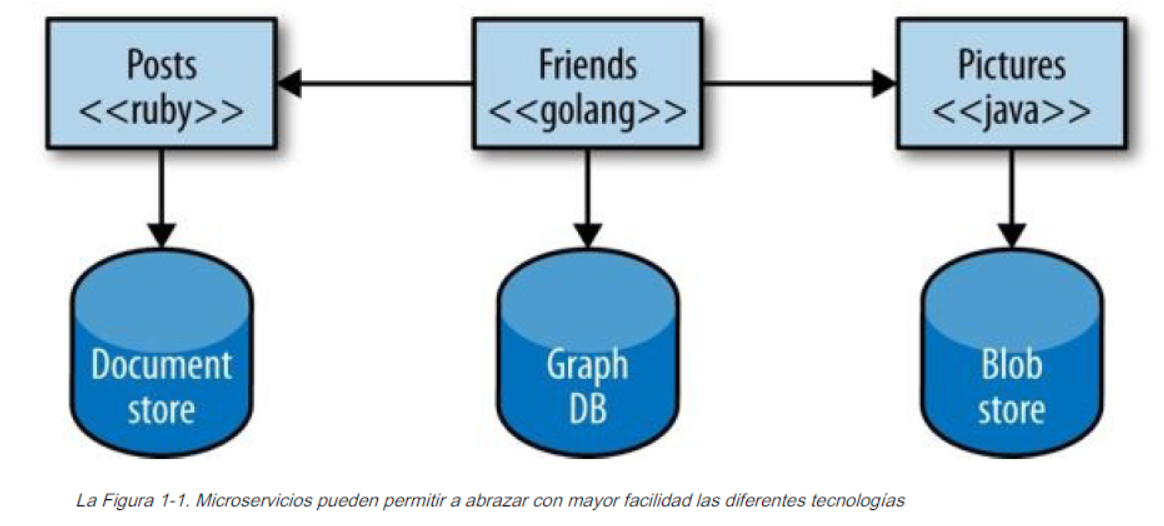 Posts
<<ruby>>
Friends
<<golang>>
Pictures
<<java>>
Document
store
Graph
DB
Blob
store
La Figura 1-1. Microservicios pueden permitir a abrazar con mayor facilidad las diferentes tecnologías